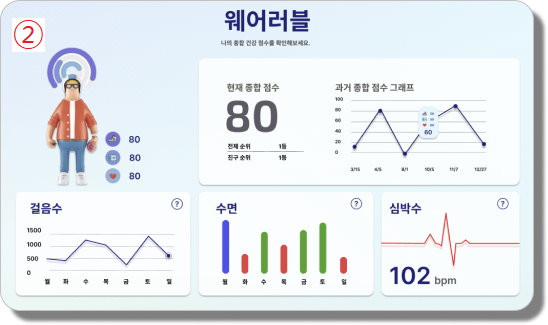 ②
웨어러블
나의 종합 건강 점수를 확인해보세요.
80
80
80
현재 종합 점수
80
전체 순위 1등
친구 순위 1등
과거 종합 점수 그래프
100
80
60
40
20
0
60
3/15 4/5 8/1 10/5 11/7 12/27
걸음수
?
1500
1000
500
0
월 화 수 목 금 토 일
수면
?
월 화 수 목 금 토 일
심박수
?
102 bpm